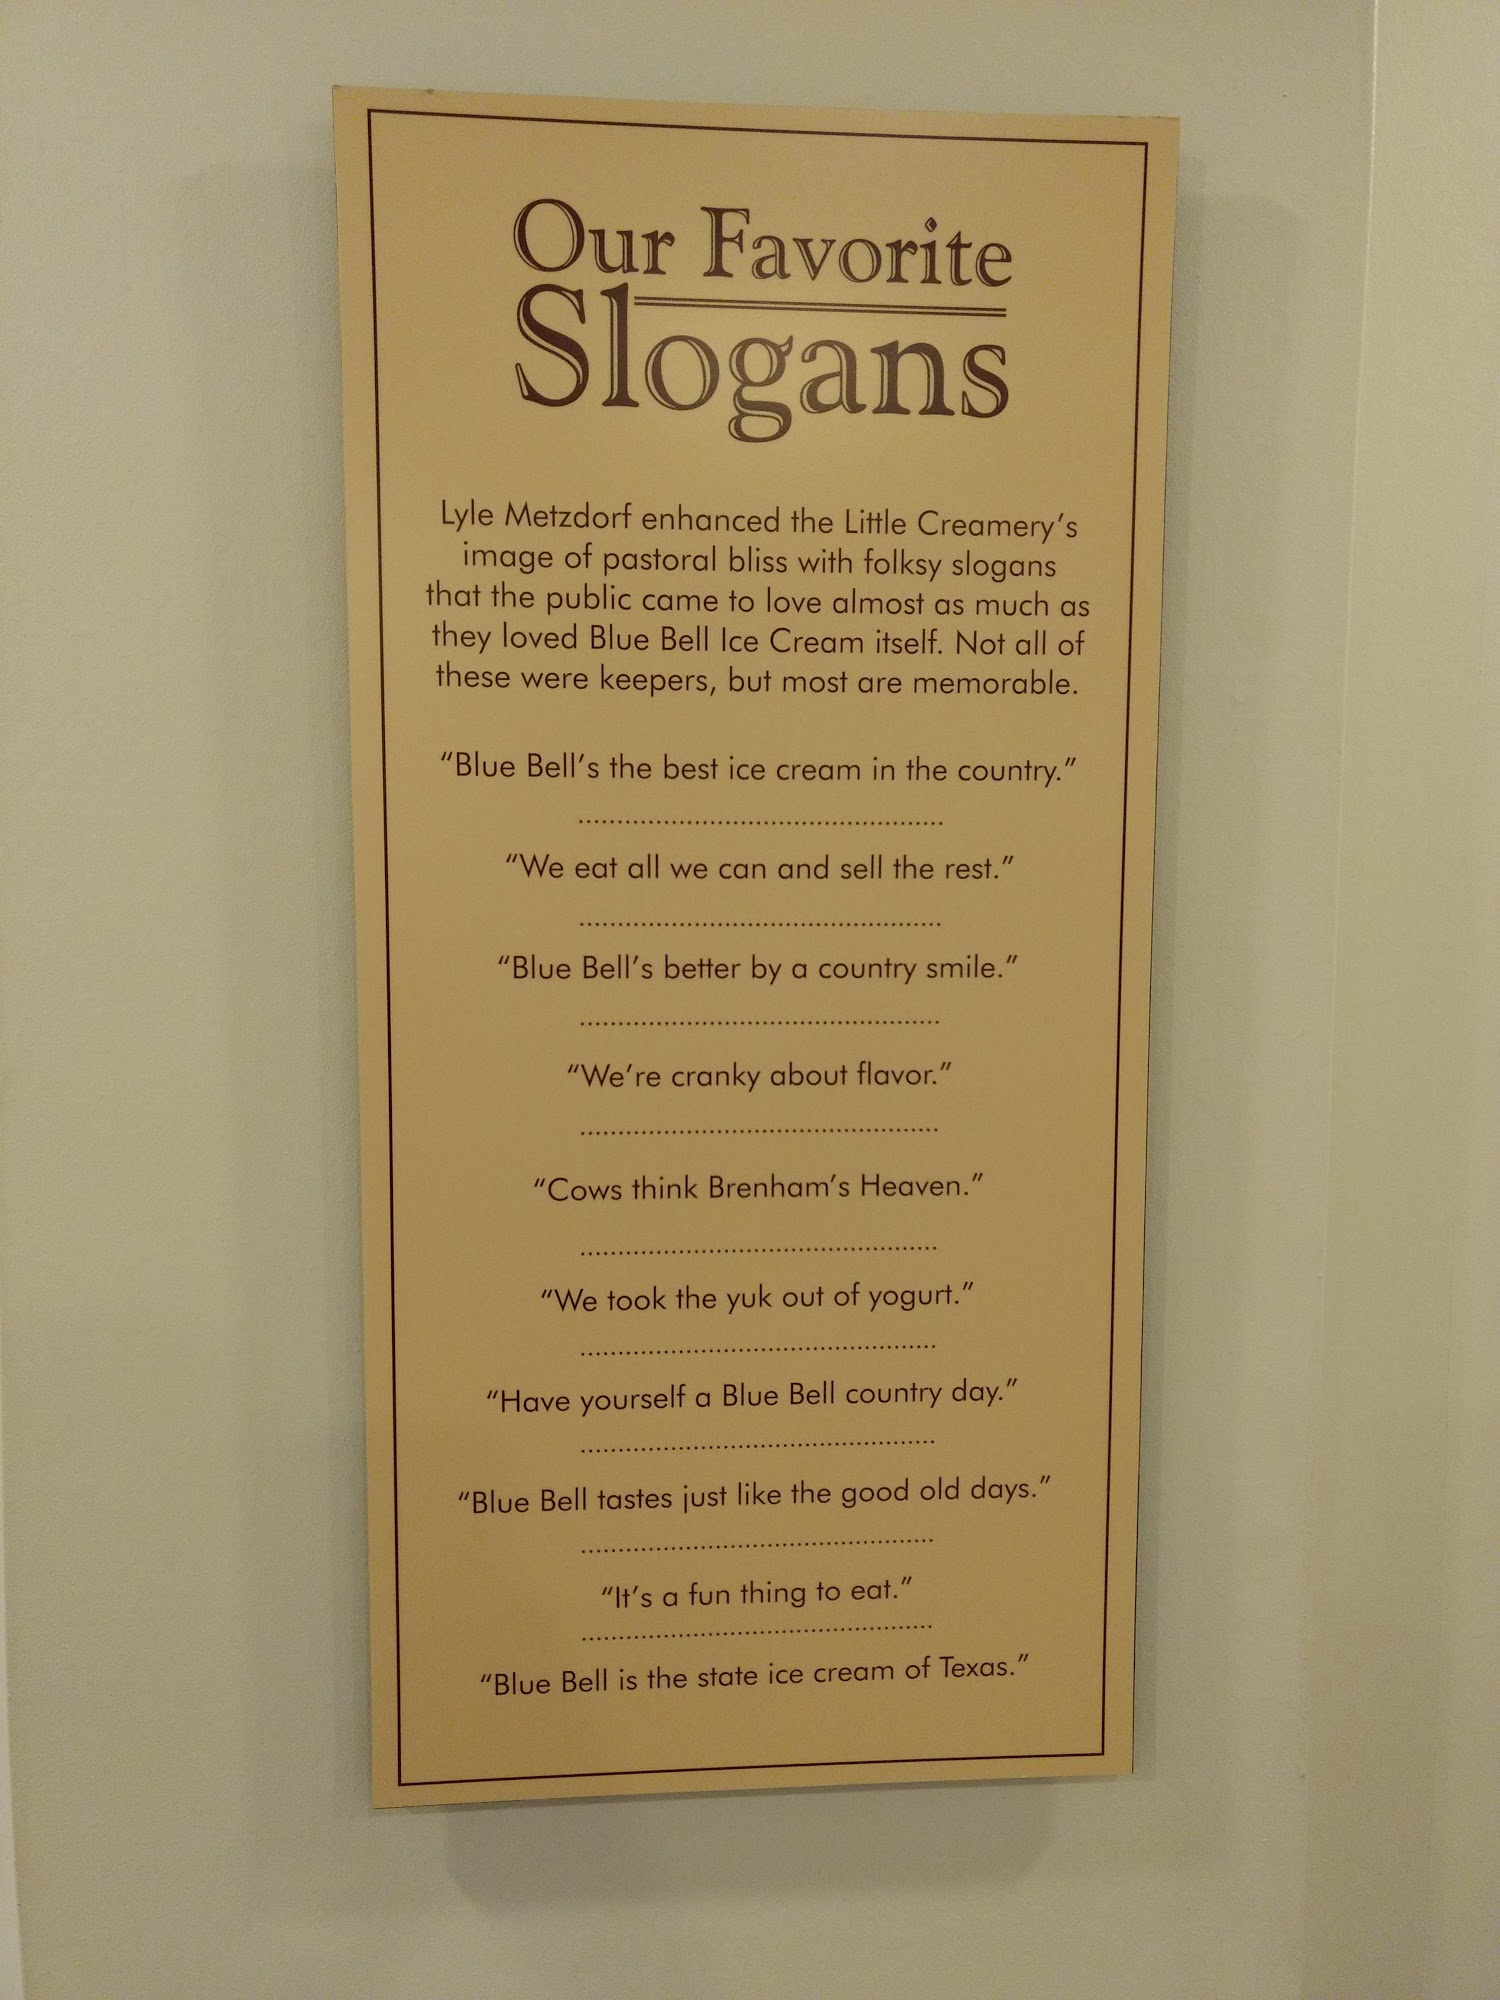 Our Favorite
Slogans
Lyle Metzdorf enhanced the Little Creamery's
image of pastoral bliss with folksy slogans
that the public came to love almost as much as
they loved Blue Bell Ice Cream itself. Not all of
these were keepers, but most are memorable.
“Blue Bell's the best ice cream in the country.”
“We eat all we can and sell the rest.”
“Blue Bell's better by a country smile.”
“We're cranky about flavor.”
“Cows think Brenham's Heaven.”
“We took the yuk out of yogurt.”
“Have yourself a Blue Bell country day.”
“Blue Bell tastes just like the good old days.”
“It's a fun thing to eat.”
“Blue Bell is the state ice cream of Texas.”